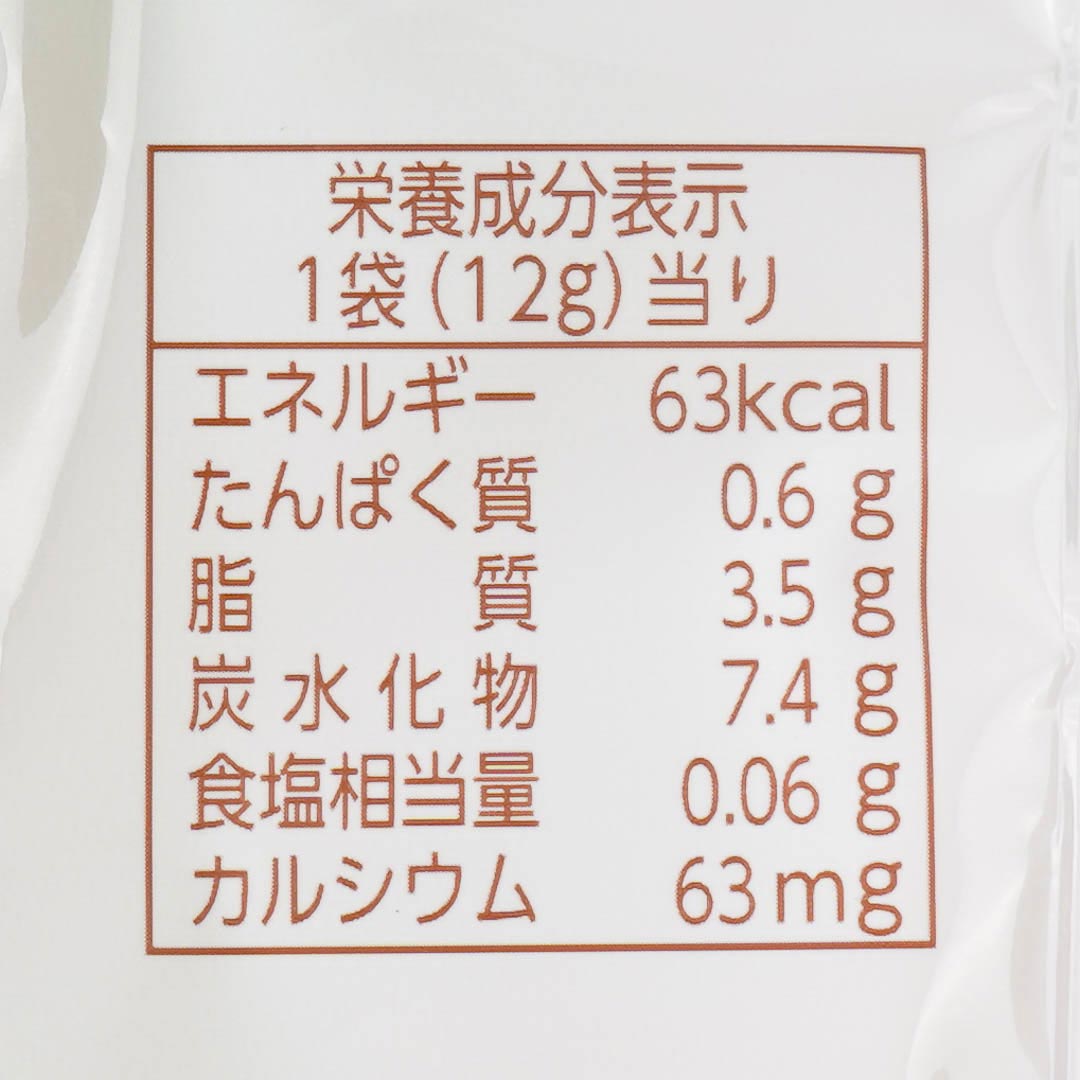 栄養成分表示
1袋(12g)当り
エネルギー 63kcal
たんぱく質 0.6 g
脂質 3.5 g
炭水化物 7.4 g
食塩相当量 0.06 g
カルシウム 63mg